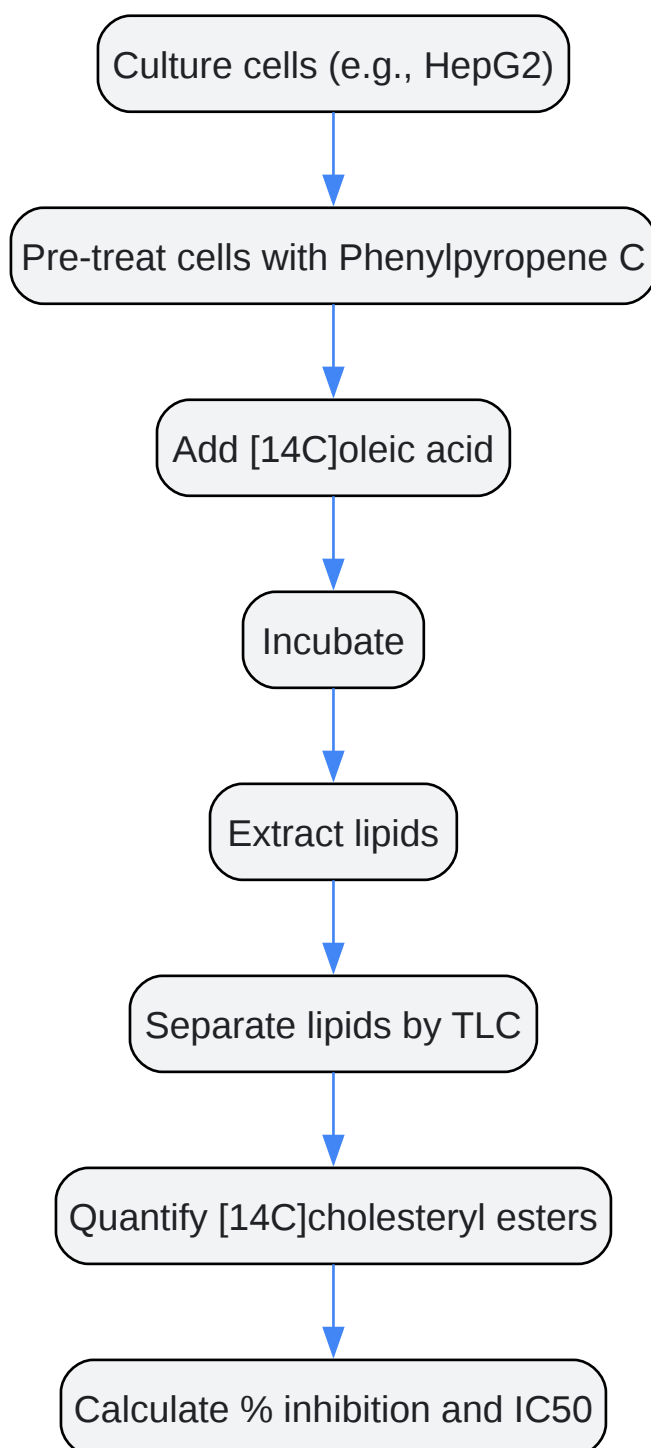 Culture cells (e.g., HepG2)
Pre-treat cells with Phenylpyropene C
Add [14C]oleic acid
Incubate
Extract lipids
Separate lipids by TLC
Quantify [14C]cholesteryl esters
Calculate % inhibition and IC50